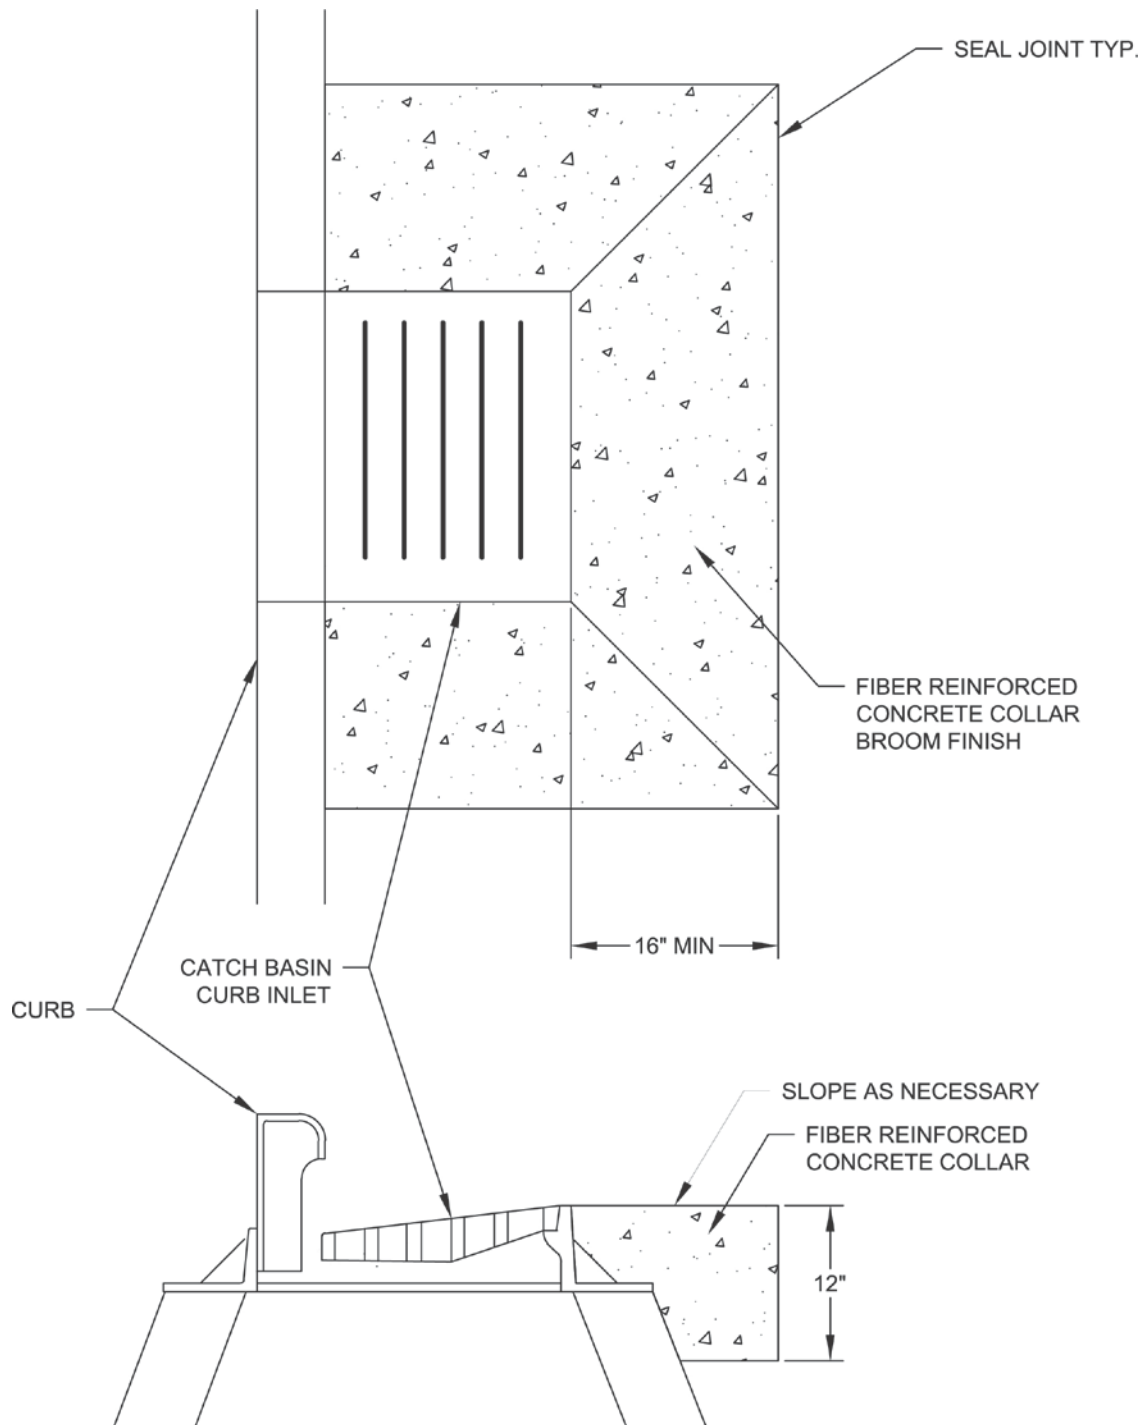 SEAL JOINT TYP.
FIBER REINFORCED
CONCRETE COLLAR
BROOM FINISH
16" MIN
CATCH BASIN
CURB INLET
CURB
SLOPE AS NECESSARY
FIBER REINFORCED
CONCRETE COLLAR
12"